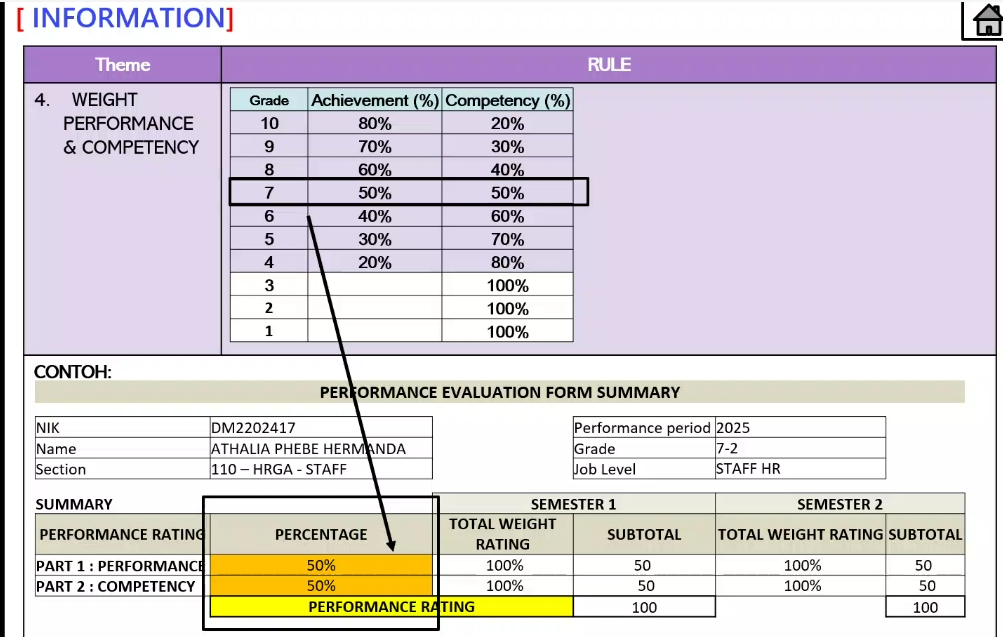 [ INFORMATION]
Theme RULE
4. WEIGHT
PERFORMANCE
& COMPETENCY
Grade Achievement (%) Competency (%)
10 80% 20%
9 70% 30%
8 60% 40%
7 50% 50%
6 40% 60%
5 30% 70%
4 20% 80%
3 100%
2 100%
1 100%
CONTOH:
PERFORMANCE EVALUATION FORM SUMMARY
NIK DM2202417 Performance period 2025
Name ATHALIA PHEBE HERMANDA Grade 7-2
Section 110 – HRGA - STAFF Job Level STAFF HR
SUMMARY SEMESTER 1 SEMESTER 2
PERFORMANCE RATING PERCENTAGE TOTAL WEIGHT RATING SUBTOTAL TOTAL WEIGHT RATING SUBTOTAL
PART 1 : PERFORMANCE 50% 100% 50 100% 50
PART 2 : COMPETENCY 50% 100% 50 100% 50
PERFORMANCE RATING 100 100